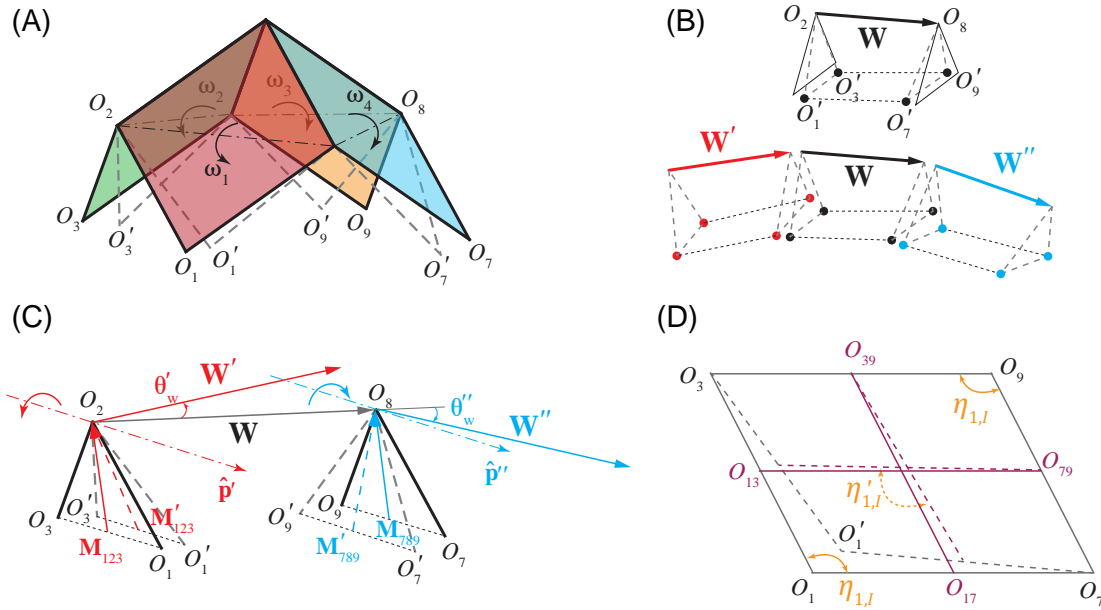 (A)
O₂
ω₂
ω₃
ω₄
O₈
ω₁
O₃
O₃′
O₁
O₁′
O₉′
O₉
O₇′
O₇
(B)
O₂
W
O₈
O₃′
O₉′
O₁′
O₇′
W′
W
W″
(C)
O₂
θ′w
W′
W
O₈
θ″w
W″
p̂′
p̂″
O₃
O₃′
M′₁₂₃
M₁₂₃
O₁
O₁′
O₉′
O₉
M′₇₈₉
M₇₈₉
O₇′
O₇
(D)
O₃₉
O₃
O₉
η₁,I
O₁₃
O₇₉
η′₁,I
O₁′
O₁
η₁,I
O₁₇
O₇